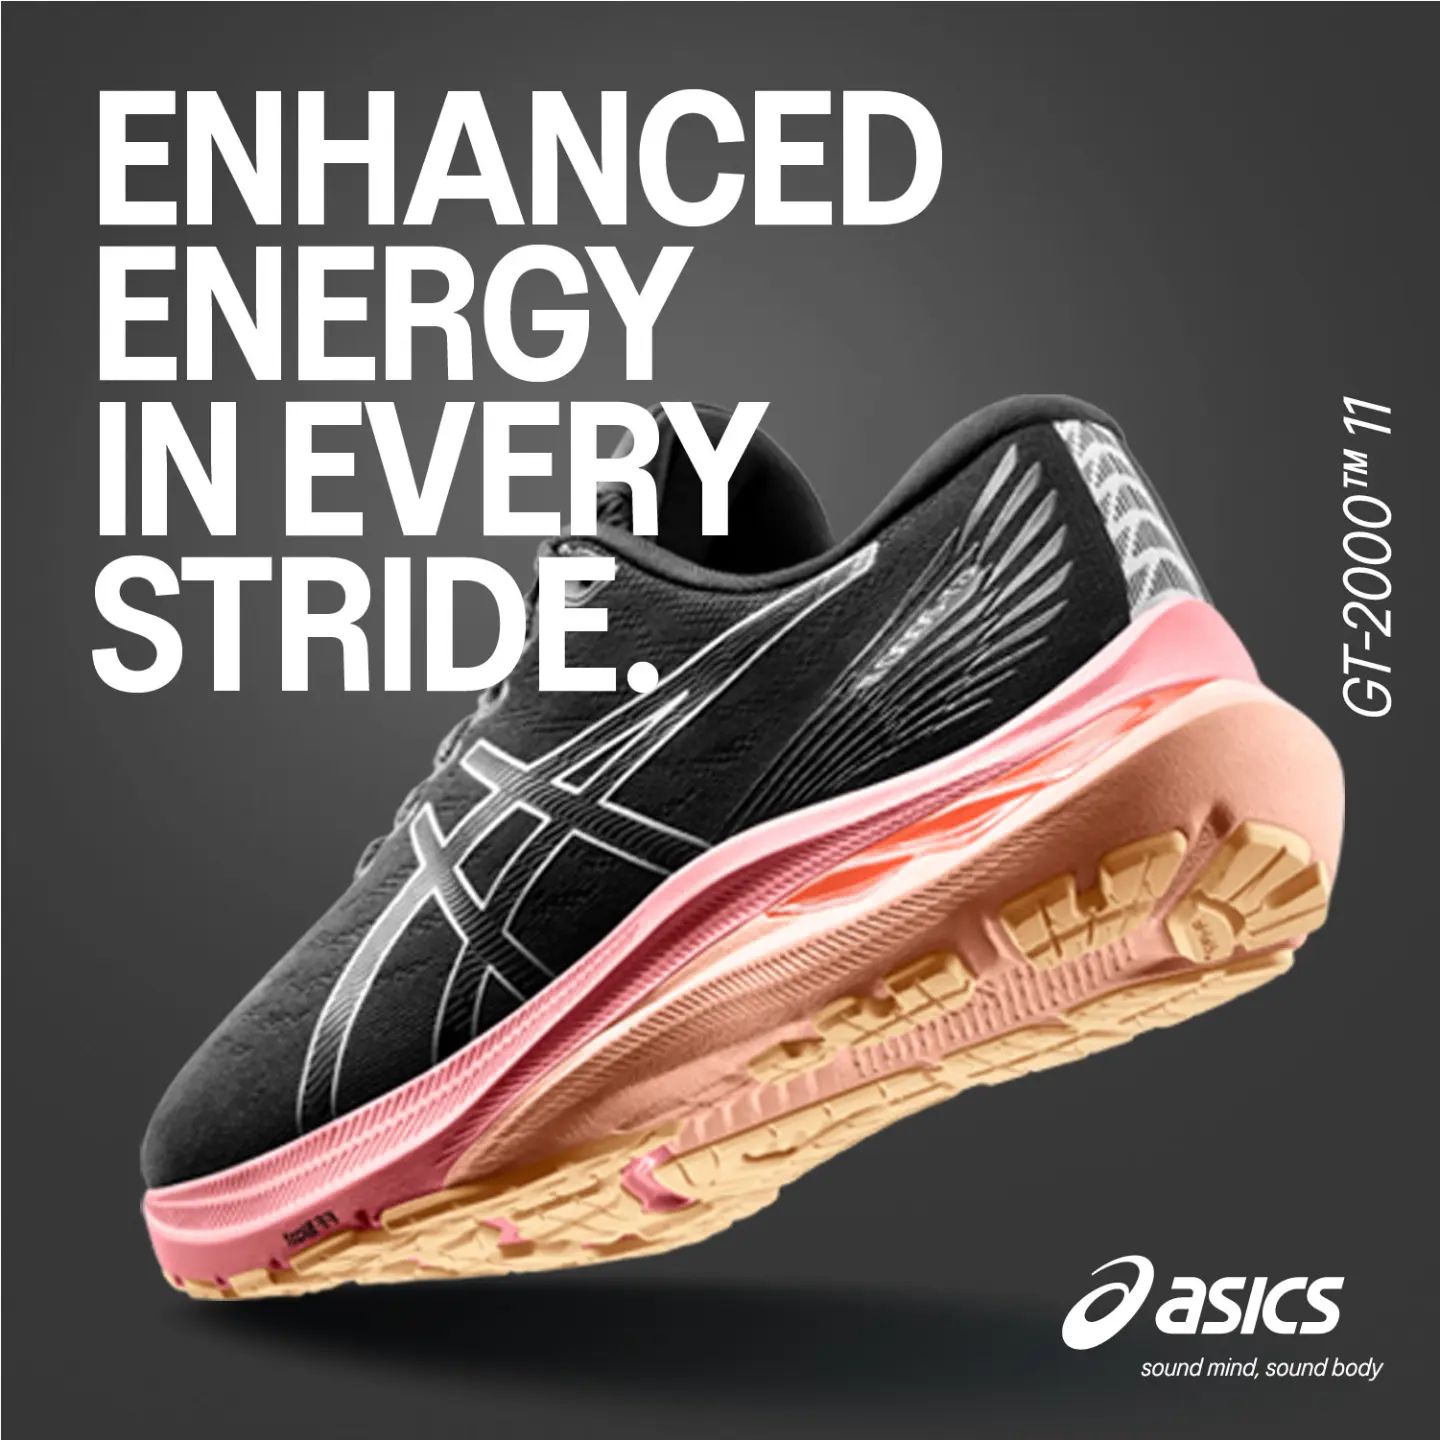 ENHANCED
ENERGY
IN EVERY
STRIDE.
GT-2000™ 11
asics
sound mind, sound body